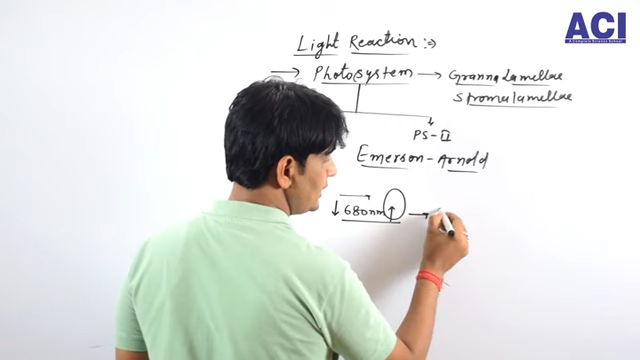 ACI
Light Reaction :->
→ Photosystem → Granna Lamellae
Stroma lamellae
PS-II
Emerson - Arnold
↓ 680nm ↑ →